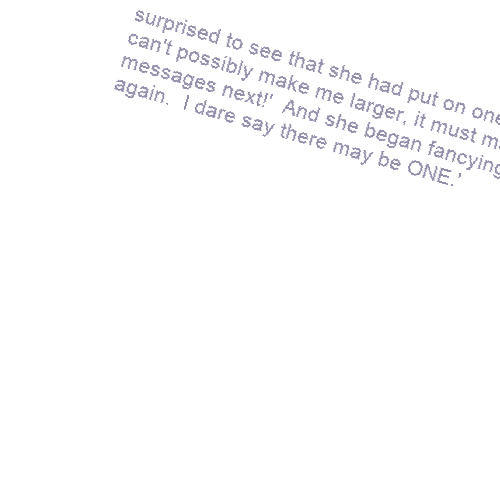 surprised to see that she had put on one
can't possibly make me larger, it must
messages next!'  And she began fancying
again.  I dare say there may be ONE.'